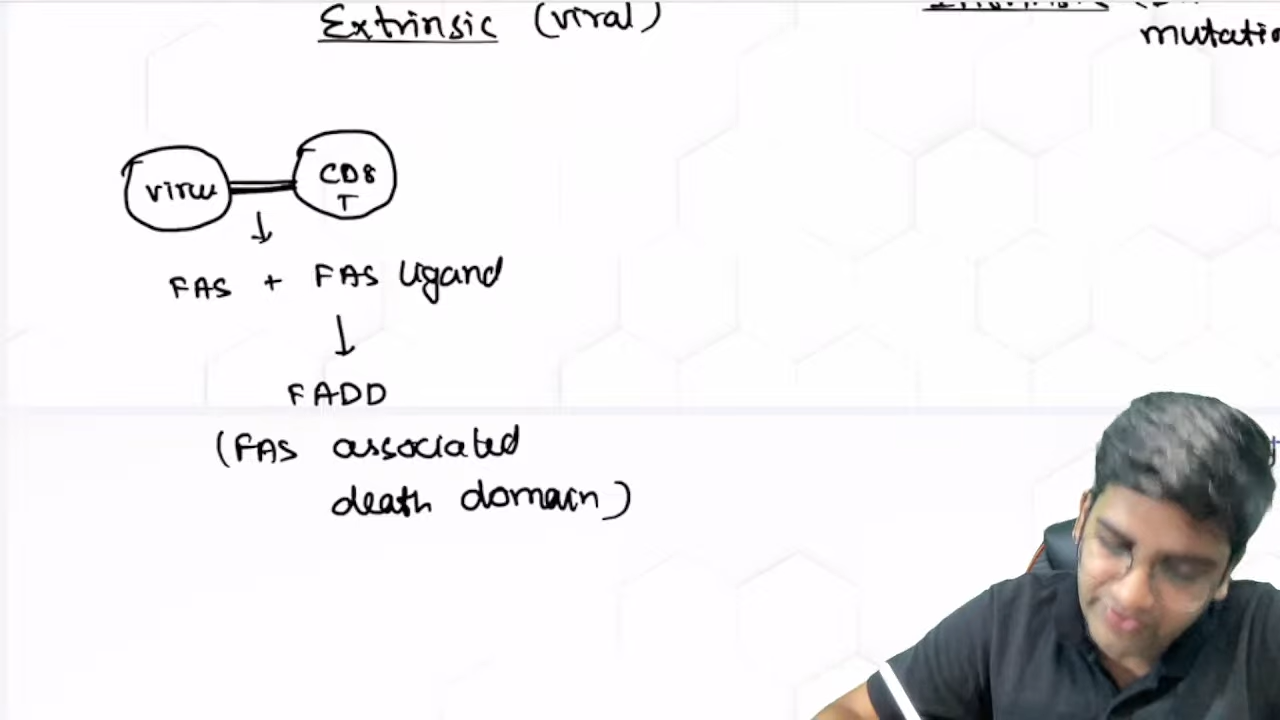 Extrinsic (viral)
mutatio
virus
CD8
T
FAS + FAS ligand
FADD
(FAS associated
death domain)